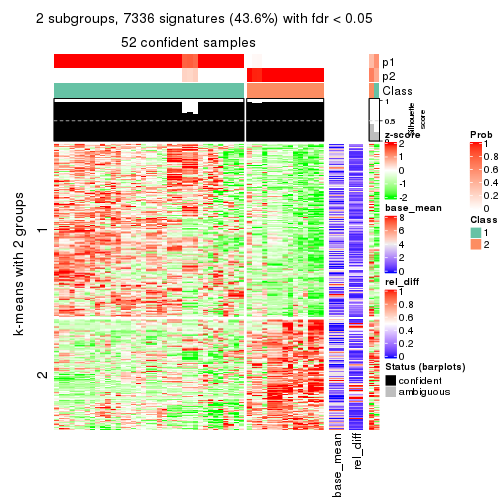 2 subgroups, 7336 signatures (43.6%) with fdr < 0.05
52 confident samples
p1
p2
Class
1
0.5
0
Silhouette
score
k-means with 2 groups
1
2
base_mean
rel_diff
z-score
2
1
0
-1
-2
base_mean
8
6
4
2
0
rel_diff
1
0.8
0.6
0.4
0.2
0
Status (barplots)
confident
ambiguous
Prob
1
0.8
0.6
0.4
0.2
0
Class
1
2